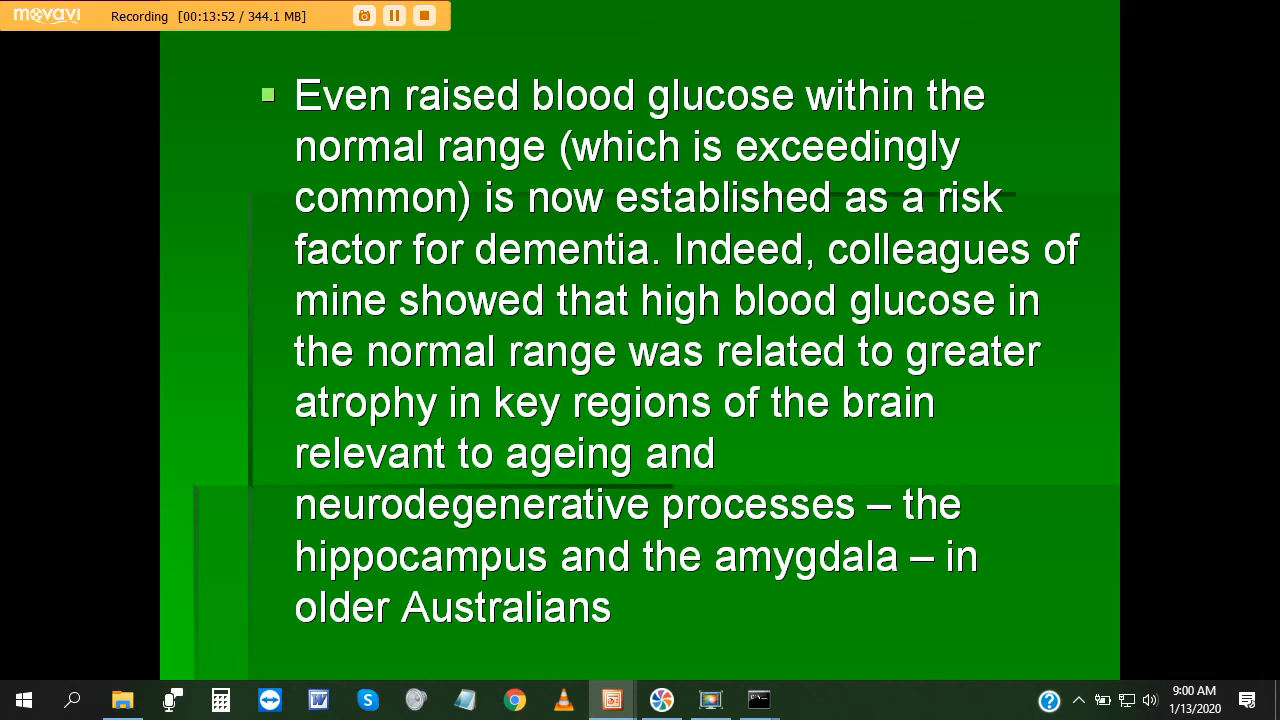 movavi
Recording [00:13:52 / 344.1 MB]
Even raised blood glucose within the
normal range (which is exceedingly
common) is now established as a risk
factor for dementia. Indeed, colleagues of
mine showed that high blood glucose in
the normal range was related to greater
atrophy in key regions of the brain
relevant to ageing and
neurodegenerative processes – the
hippocampus and the amygdala – in
older Australians
9:00 AM
1/13/2020